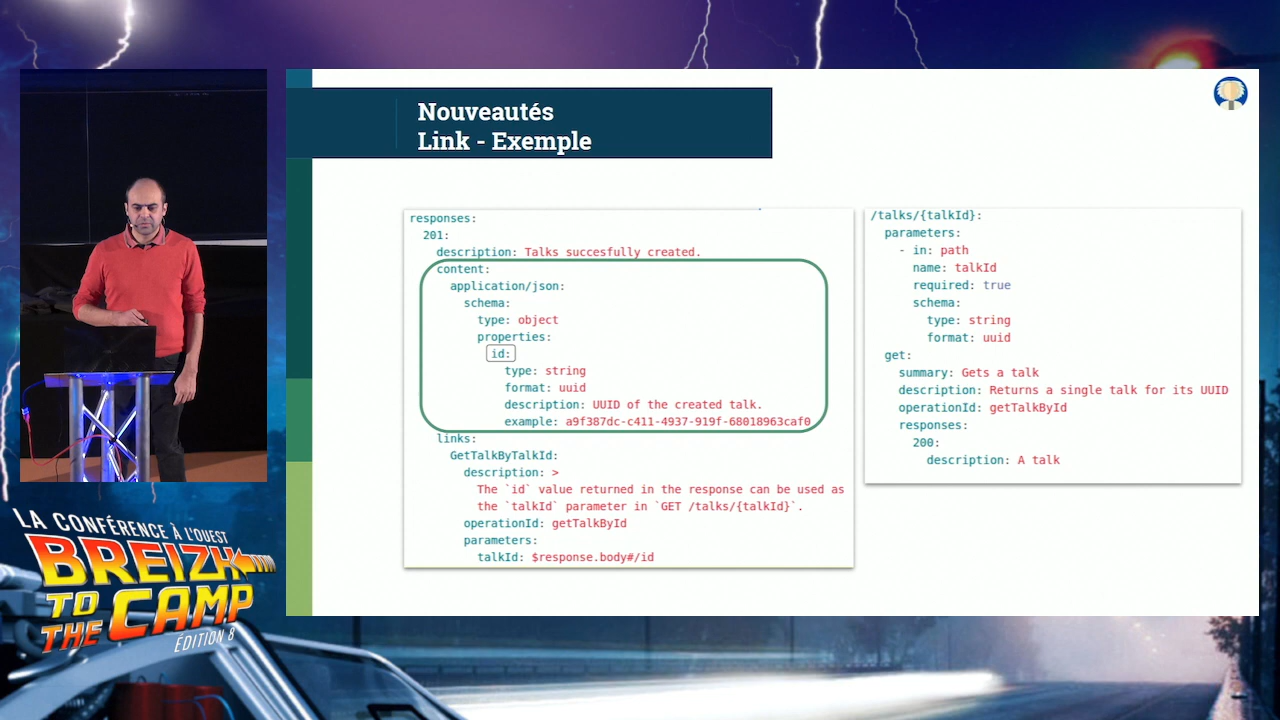 Nouveautés
Link - Exemple
responses:
201:
description: Talks succesfully created.
content:
application/json:
schema:
type: object
properties:
id:
type: string
format: uuid
description: UUID of the created talk.
example: a9f387dc-c411-4937-919f-68018963caf0
links:
GetTalkByTalkId:
description: >
The `id` value returned in the response can be used as
the `talkId` parameter in `GET /talks/{talkId}`.
operationId: getTalkById
parameters:
talkId: $response.body#/id
/talks/{talkId}:
parameters:
- in: path
name: talkId
required: true
schema:
type: string
format: uuid
get:
summary: Gets a talk
description: Returns a single talk for its UUID
operationId: getTalkById
responses:
200:
description: A talk
LA CONFÉRENCE À L'OUEST
BREIZH
TO
THE CAMP
ÉDITION 8